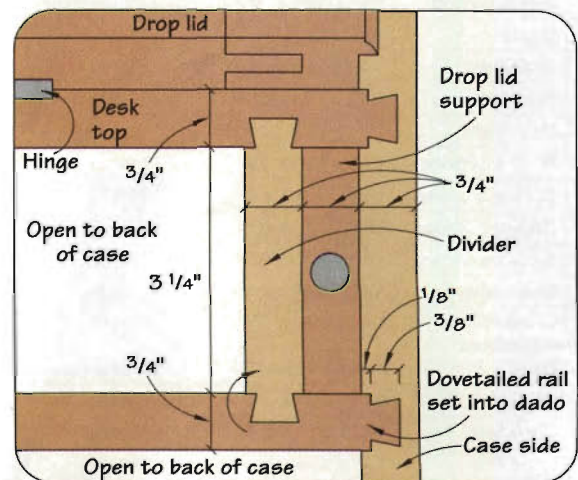 Drop lid
Drop lid
support
Desk
top
Hinge
3/4"
3/4"
Open to back
of case
Divider
3 1/4"
1/8"
3/8"
3/4"
Dovetailed rail
set into dado
Case side
Open to back of case